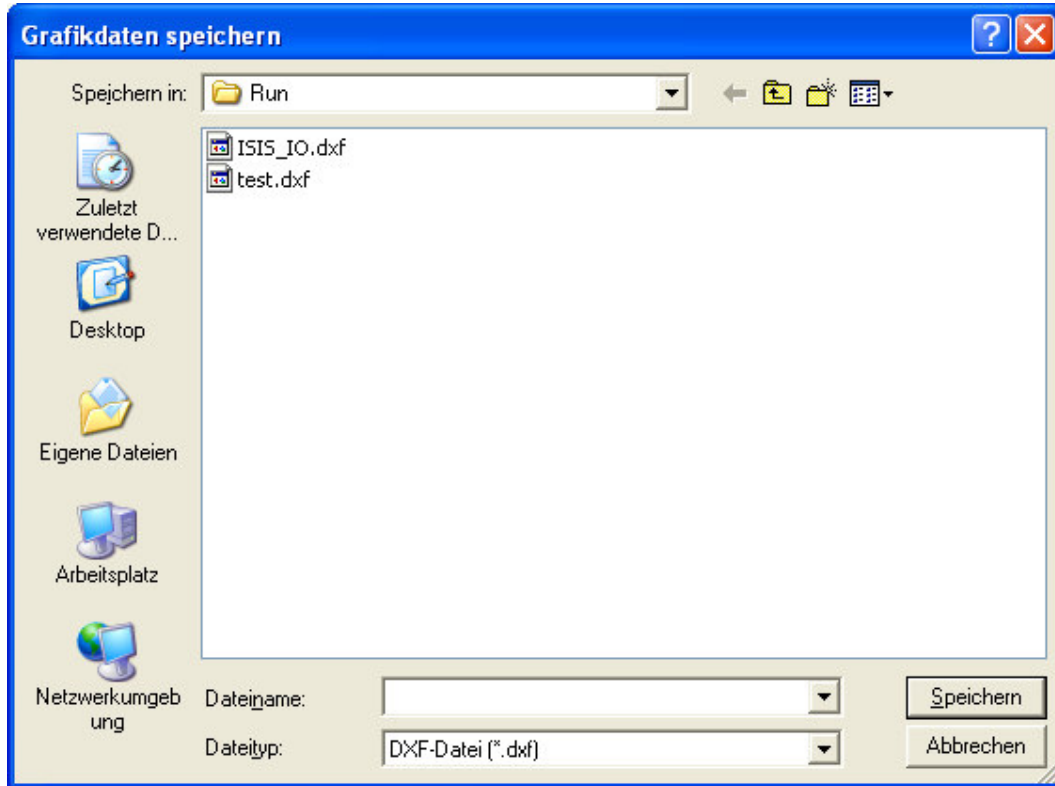 Grafikdaten speichern
Speichern in:
Run
ISIS_IO.dxf
test.dxf
Zuletzt
verwendete D...
Desktop
Eigene Dateien
Arbeitsplatz
Netzwerkumgeb
ung
Dateiname:
Speichern
Dateityp:
DXF-Datei (*.dxf)
Abbrechen